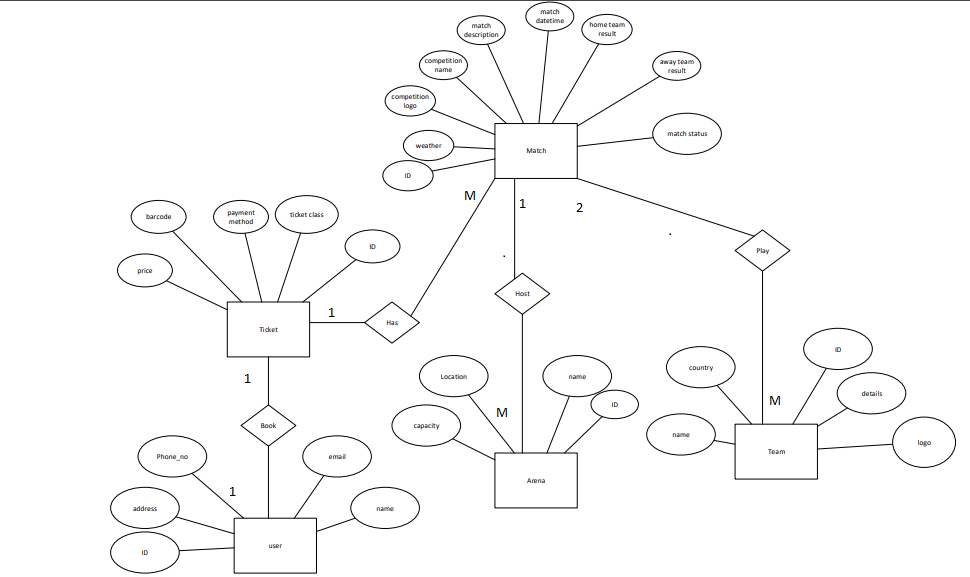 match
datetime
match
description
home team
result
competition
name
away team
result
competition
logo
match status
weather
Match
ID
M
1
2
barcode
payment
method
ticket class
ID
Play
price
Host
1
Ticket
Has
ID
country
Location
name
1
details
M
M
ID
capacity
Book
name
logo
Team
Phone_no
email
Arena
1
address
name
user
ID